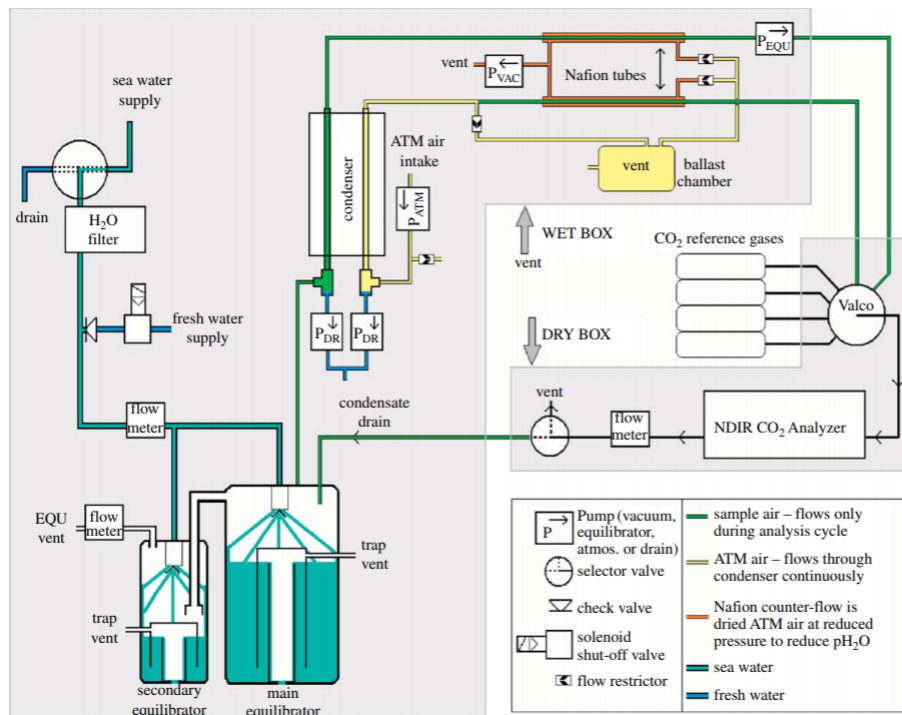 sea water
supply
drain
H2O
filter
fresh water
supply
flow
meter
EQU
vent
flow
meter
trap
vent
secondary
equilibrator
main
equilibrator
trap
vent
condenser
ATM air
intake
PATM
PDR
PDR
condensate
drain
vent
PVAC
Nafion tubes
PEQU
vent
ballast
chamber
WET BOX
vent
DRY BOX
CO2 reference gases
Valco
vent
flow
meter
NDIR CO2 Analyzer
P
Pump (vacuum,
equilibrator,
atmos. or drain)
selector valve
check valve
solenoid
shut-off valve
flow restrictor
sample air – flows only
during analysis cycle
ATM air – flows through
condenser continuously
Nafion counter-flow is
dried ATM air at reduced
pressure to reduce pH2O
sea water
fresh water